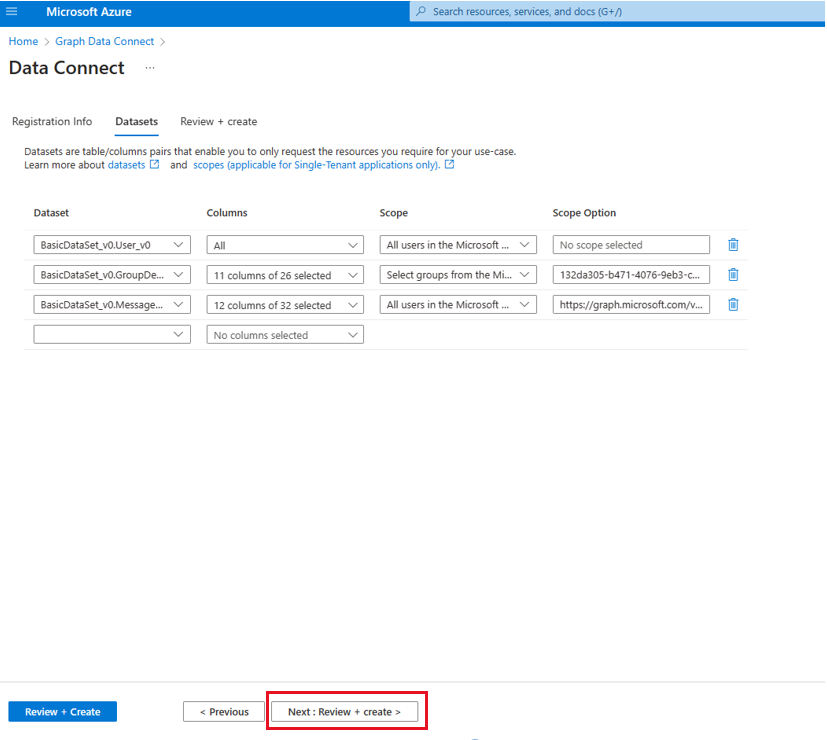 Microsoft Azure
Search resources, services, and docs (G+/)
Home > Graph Data Connect >
Data Connect ...
Registration Info Datasets Review + create
Datasets are table/columns pairs that enable you to only request the resources you require for your use-case.
Learn more about datasets and scopes (applicable for Single-Tenant applications only).
Dataset Columns Scope Scope Option
BasicDataSet_v0.User_v0 All All users in the Microsoft ... No scope selected
BasicDataSet_v0.GroupDe... 11 columns of 26 selected Select groups from the Mi... 132da305-b471-4076-9eb3-c...
BasicDataSet_v0.Message... 12 columns of 32 selected All users in the Microsoft ... https://graph.microsoft.com/v...
No columns selected
Review + Create < Previous Next : Review + create >